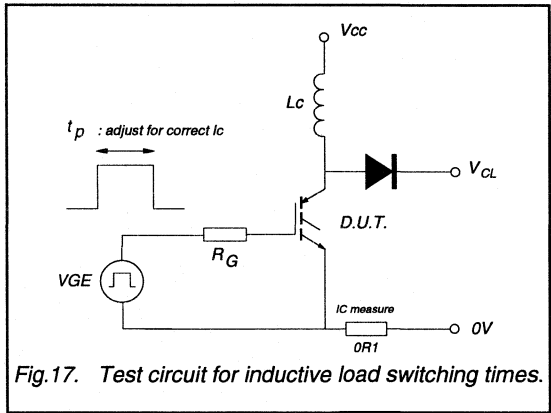 Vcc
Lc
tp : adjust for correct Ic
VCL
D.U.T.
RG
VGE
IC measure
0V
0R1
Fig.17. Test circuit for inductive load switching times.